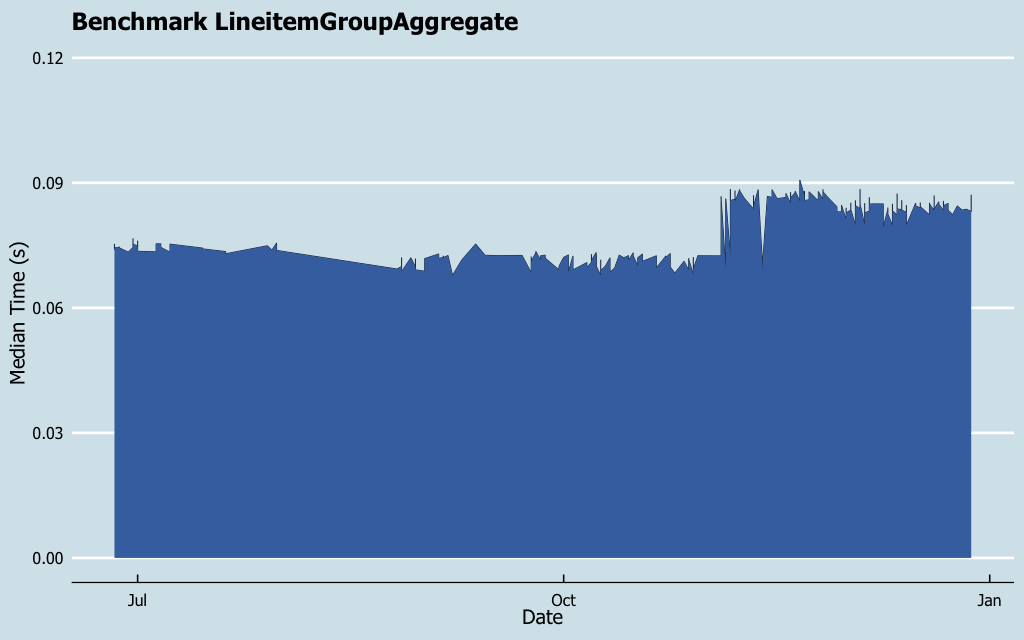 Benchmark LineitemGroupAggregate
0.12
0.09
0.06
0.03
0.00
Median Time (s)
Jul
Oct
Jan
Date